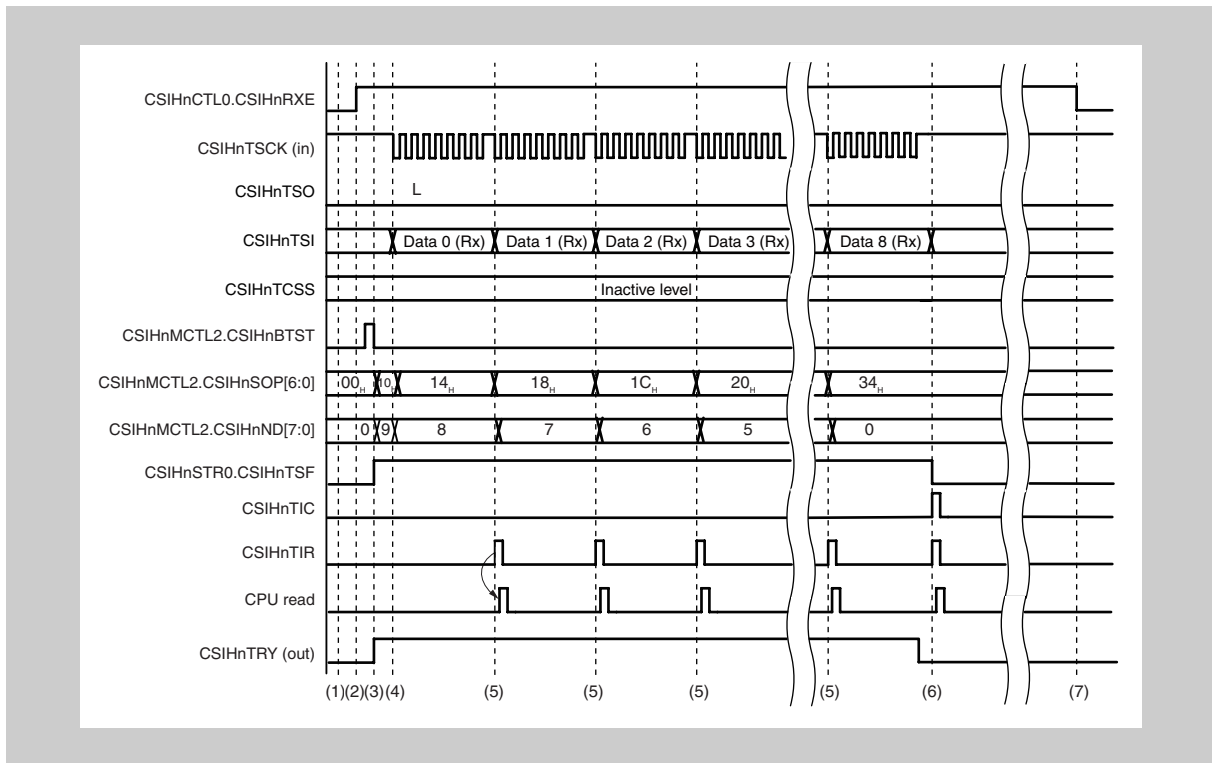 CSIHnCTL0.CSIHnRXE
CSIHnTSCK (in)
CSIHnTSO
L
CSIHnTSI
Data 0 (Rx) Data 1 (Rx) Data 2 (Rx) Data 3 (Rx) Data 8 (Rx)
CSIHnTCSS
Inactive level
CSIHnMCTL2.CSIHnBTST
CSIHnMCTL2.CSIHnSOP[6:0]
00H 10H 14H 18H 1CH 20H 34H
CSIHnMCTL2.CSIHnND[7:0]
0 9 8 7 6 5 0
CSIHnSTR0.CSIHnTSF
CSIHnTIC
CSIHnTIR
CPU read
CSIHnTRY (out)
(1)(2)(3)(4) (5) (5) (5) (5) (6) (7)